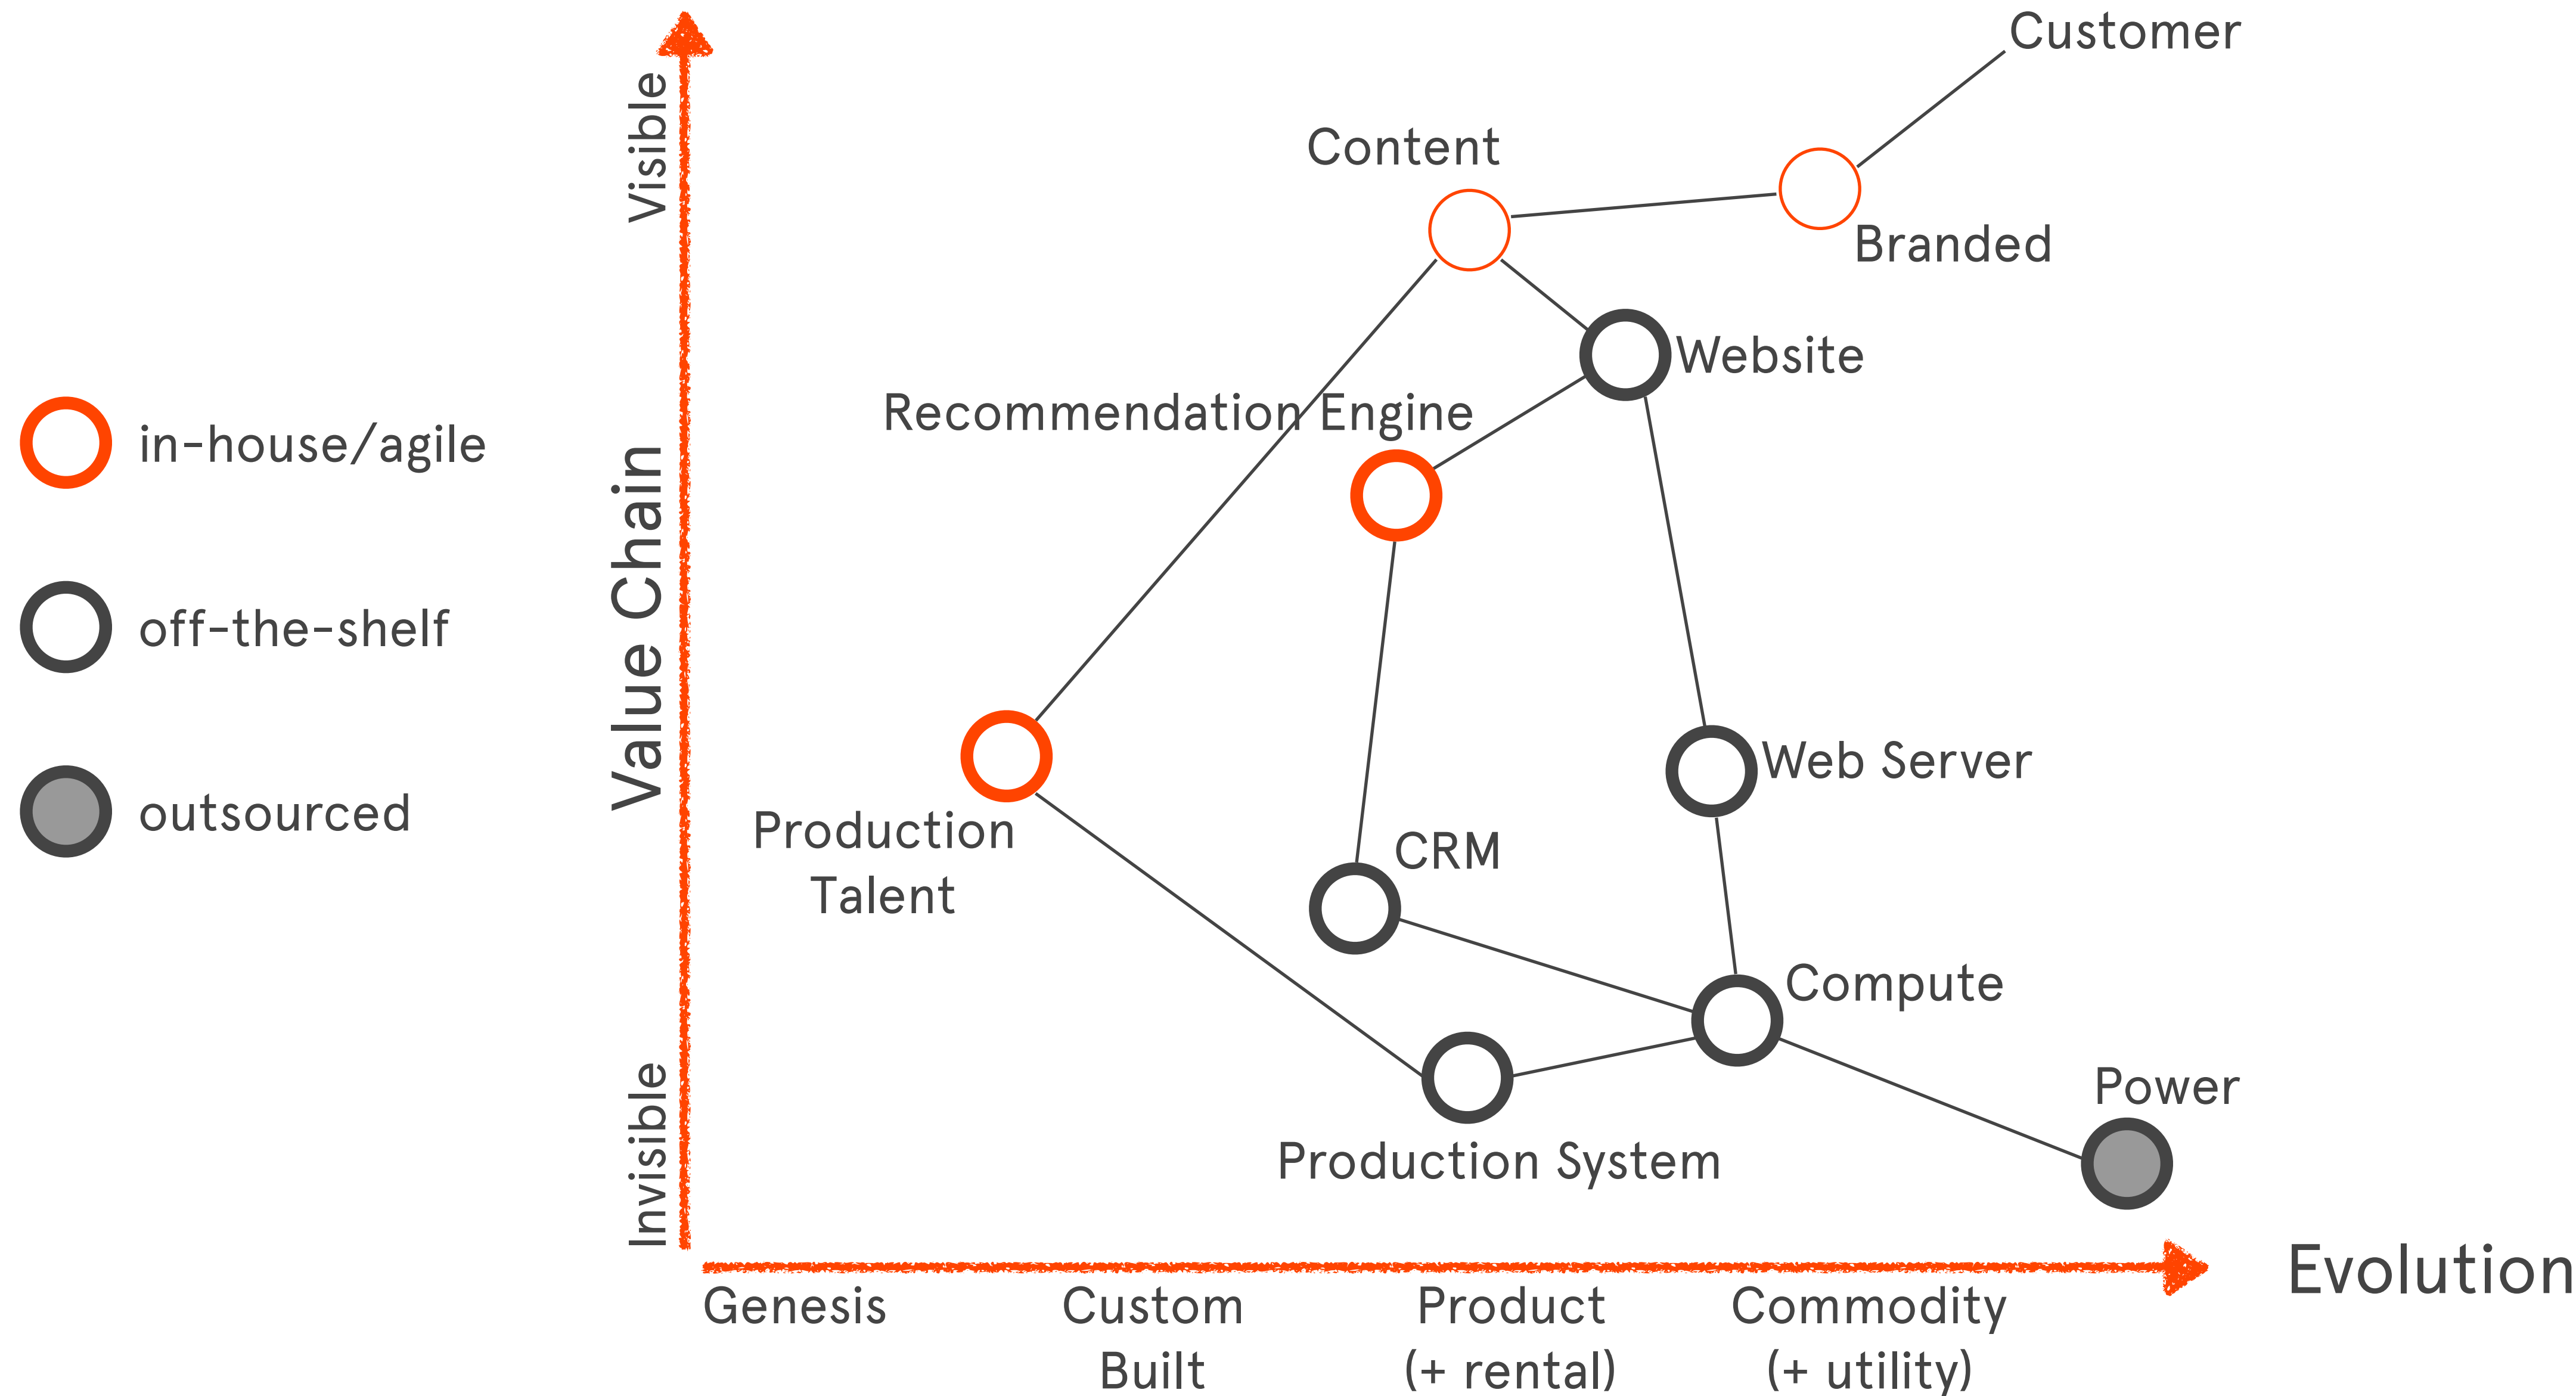 Customer
Visible
Content
Branded
Website
Recommendation Engine
in-house/agile
Value Chain
off-the-shelf
Web Server
outsourced
Production
Talent
CRM
Compute
Power
Invisible
Production System
Evolution
Genesis
Custom
Built
Product
(+ rental)
Commodity
(+ utility)